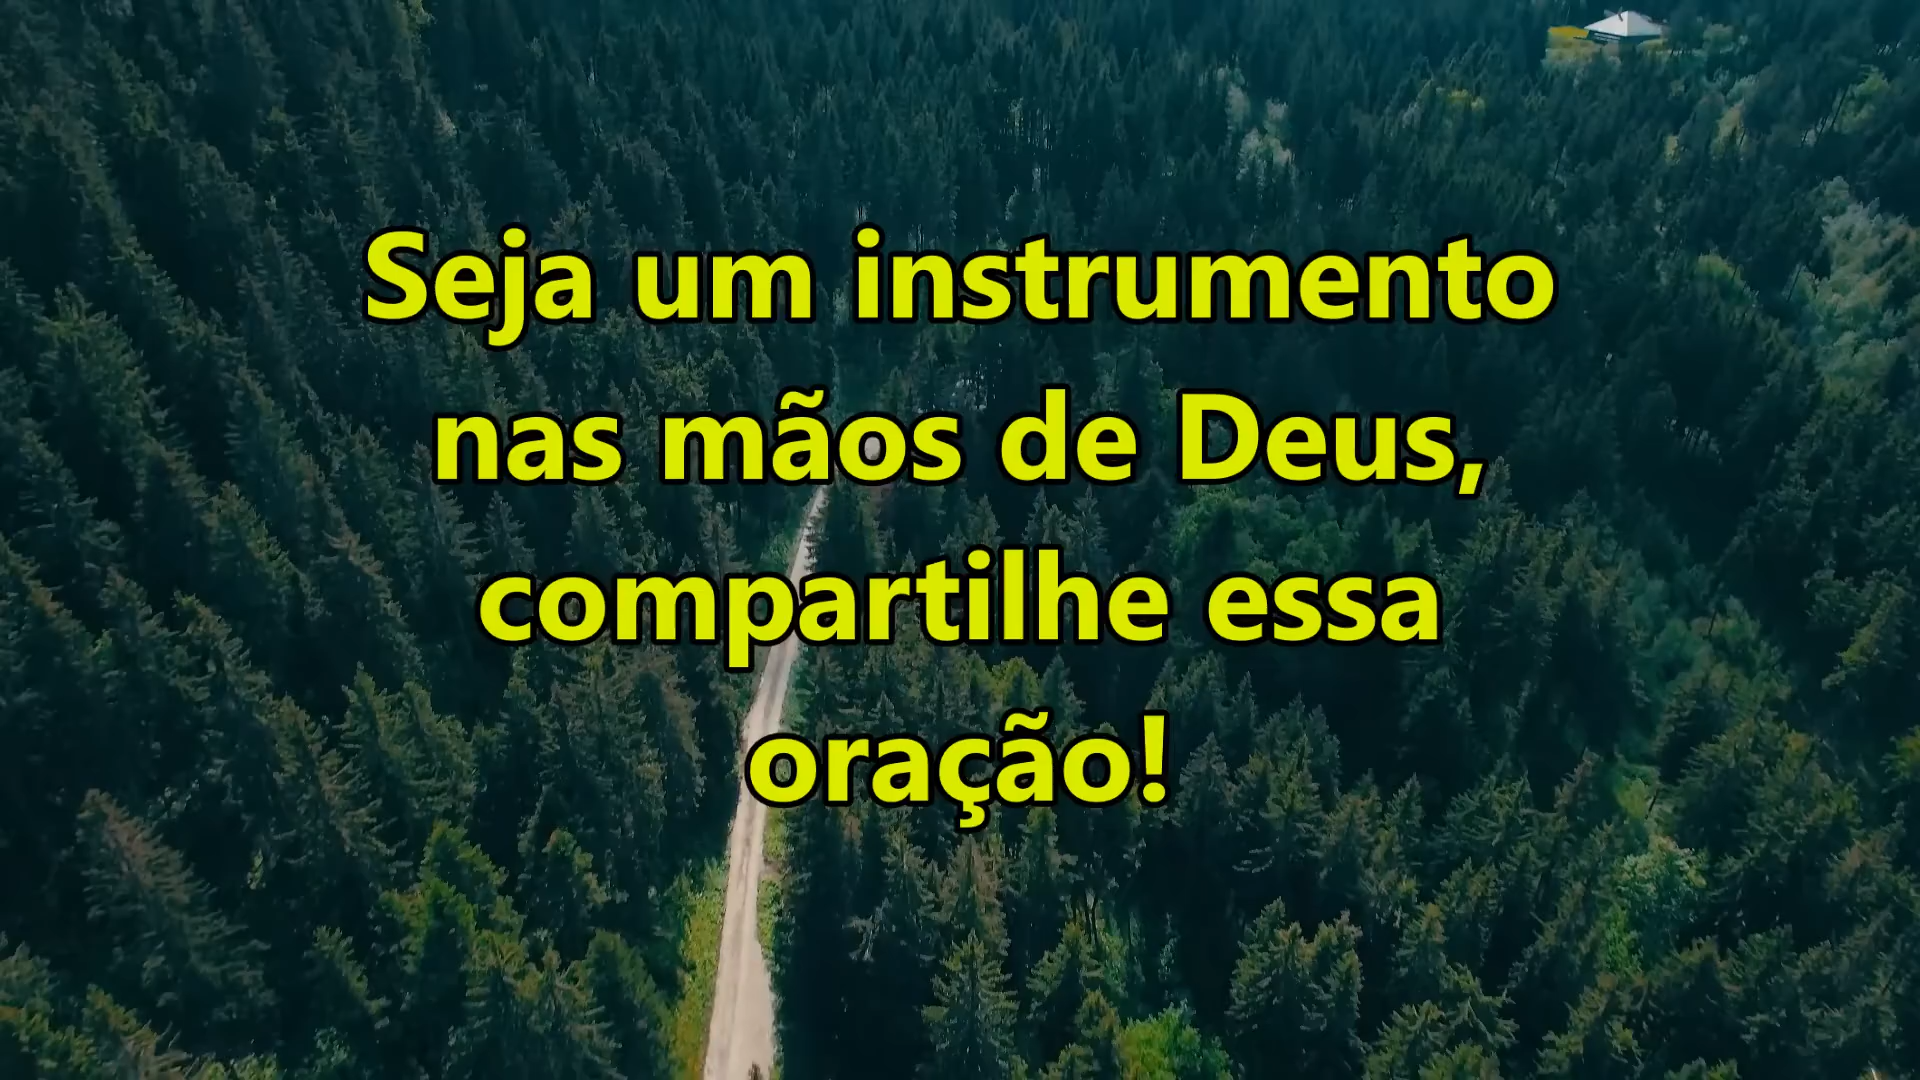 Seja um instrumento
nas mãos de Deus,
compartilhe essa
oração!